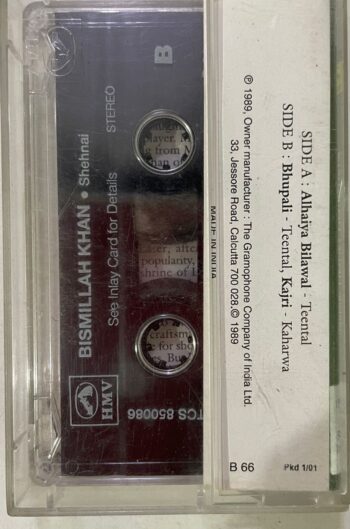 SIDE A : Alhaiya Bilawal - Teental
SIDE B : Bhupali - Teental, Kajri - Kaharwa
℗ 1989, Owner manufacturer : The Gramophone Company of India Ltd.
33, Jessore Road, Calcutta 700 028 © 1989
B 66
Pkd 1/01
MADE IN INDIA
B
STEREO
BISMILLAH KHAN • Shehnai
See Inlay Card for Details
HMV
TCS 850086